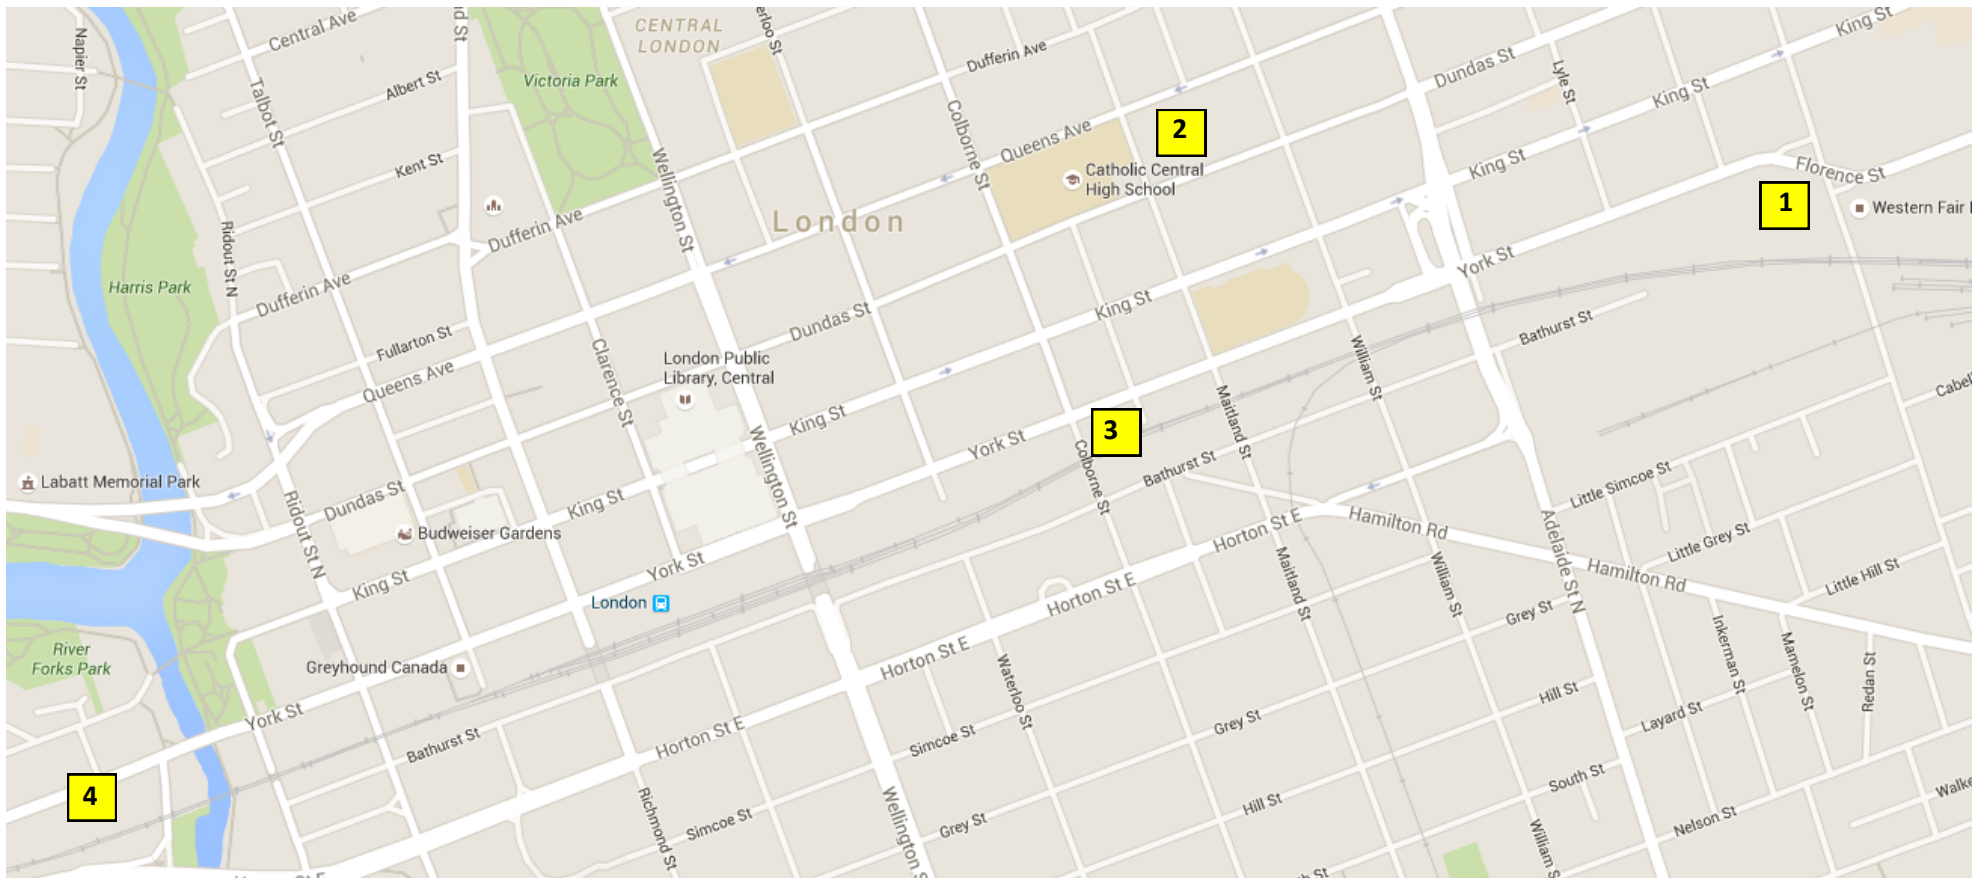 Central Ave
CENTRAL
LONDON
King St
Napier St
Talbot St
Albert St
Victoria Park
Dufferin Ave
Dundas St
Lyle St
King St
Kent St
Wellington St
Colborne St
Queens Ave
2
Catholic Central
High School
King St
Florence St
1
Western Fair
Ridout St N
Dufferin Ave
London
Harris Park
Dufferin Ave
York St
Fullarton St
Queens Ave
Clarence St
London Public
Library, Central
Dundas St
King St
William St
Bathurst St
Maitland St
3
King St
York St
Colborne St
Bathurst St
Wellington St
Labatt Memorial Park
Ridout St N
Dundas St
King St
Budweiser Gardens
Little Simcoe St
Horton St E
Hamilton Rd
Adelaide St N
Little Grey St
Hamilton Rd
Little Hill St
King St
York St
London
Horton St E
Maitland St
William St
Grey St
Inkerman St
Mamelon St
Redan St
River
Forks Park
Greyhound Canada
York St
Bathurst St
Horton St E
Horton St E
Waterloo St
Simcoe St
Grey St
Hill St
Layard St
4
Richmond St
Simcoe St
Wellington S
Grey St
Hill St
South St
Nelson St
William S